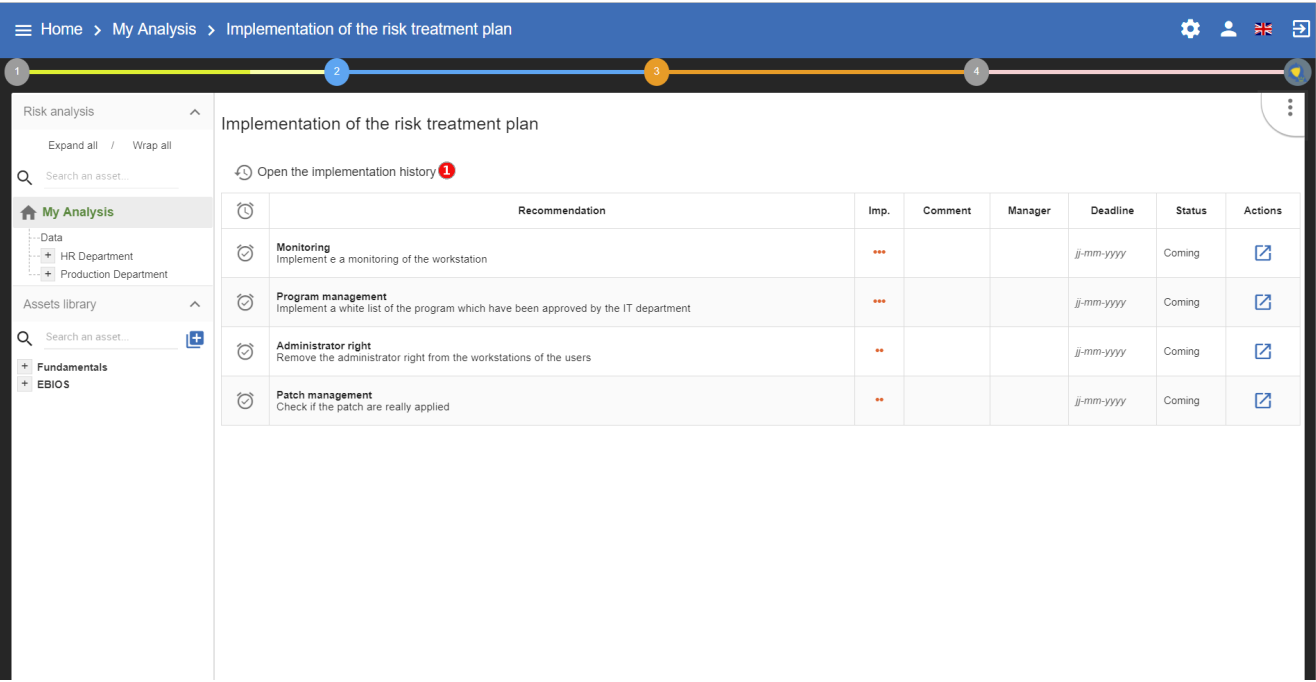 Home > My Analysis > Implementation of the risk treatment plan
1 2 3 4
Risk analysis
Expand all / Wrap all
Search an asset...
My Analysis
Data
+ HR Department
+ Production Department
Assets library
Search an asset...
+ Fundamentals
+ EBIOS
Implementation of the risk treatment plan
Open the implementation history 1
Recommendation Imp. Comment Manager Deadline Status Actions
Monitoring
Implement e a monitoring of the workstation ••• jj-mm-yyyy Coming
Program management
Implement a white list of the program which have been approved by the IT department ••• jj-mm-yyyy Coming
Administrator right
Remove the administrator right from the workstations of the users •• jj-mm-yyyy Coming
Patch management
Check if the patch are really applied •• jj-mm-yyyy Coming